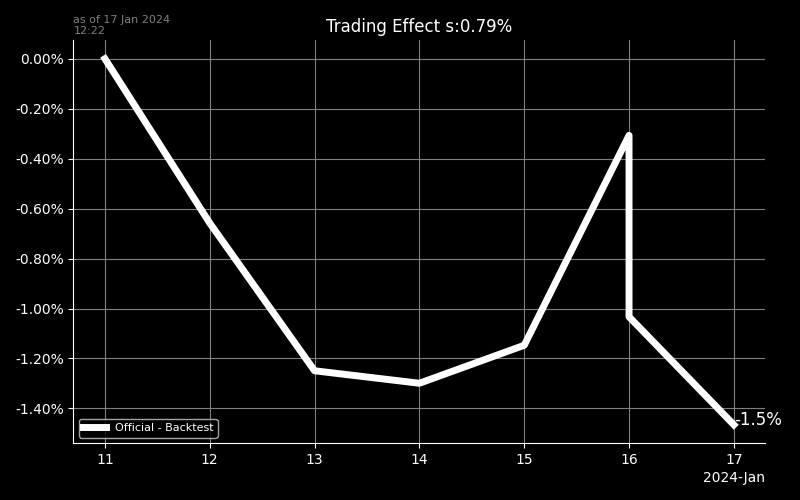 as of 17 Jan 2024
12:22
Trading Effect s:0.79%
0.00%
-0.20%
-0.40%
-0.60%
-0.80%
-1.00%
-1.20%
-1.40%
-1.5%
Official - Backtest
11 12 13 14 15 16 17
2024-Jan